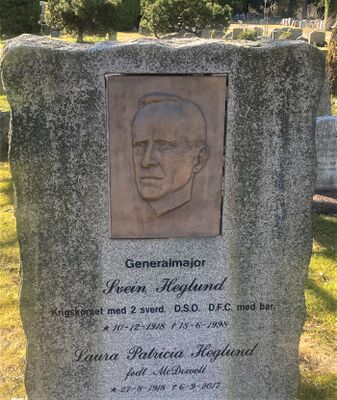 Generalmajor
Svein Heglund
Krigskorset med 2 sverd. D.S.O. D.F.C. med bar.
* 10-12-1918 † 18-6-1998
Laura Patricia Heglund
født McDowell
* 27-8-1918 † 6-9-2017